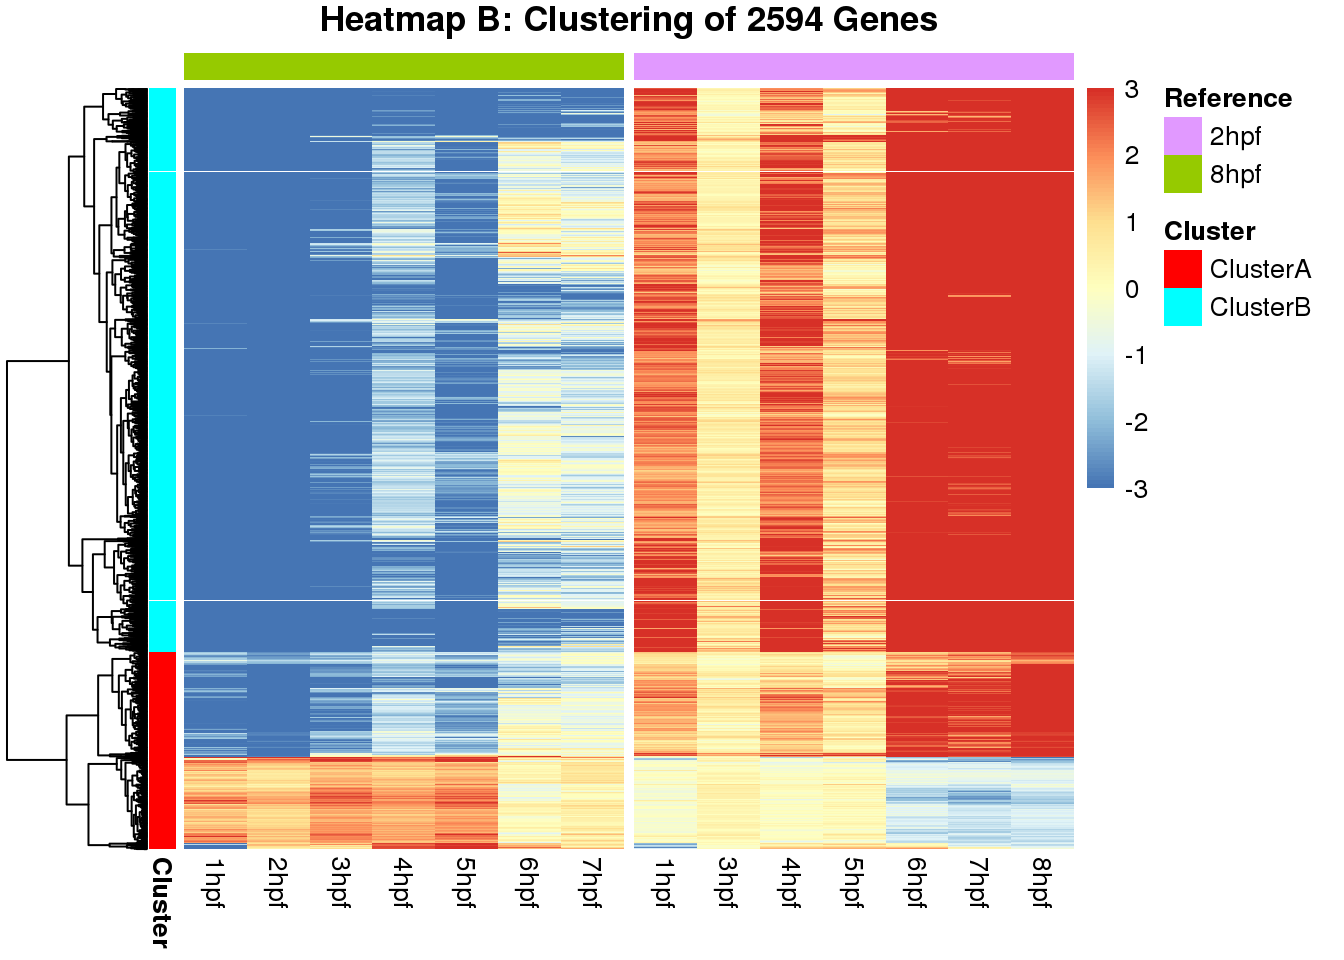 Heatmap B: Clustering of 2594 Genes
3
2
1
0
-1
-2
-3
Reference
2hpf
8hpf
Cluster
ClusterA
ClusterB
Cluster
1hpf
2hpf
3hpf
4hpf
5hpf
6hpf
7hpf
1hpf
3hpf
4hpf
5hpf
6hpf
7hpf
8hpf